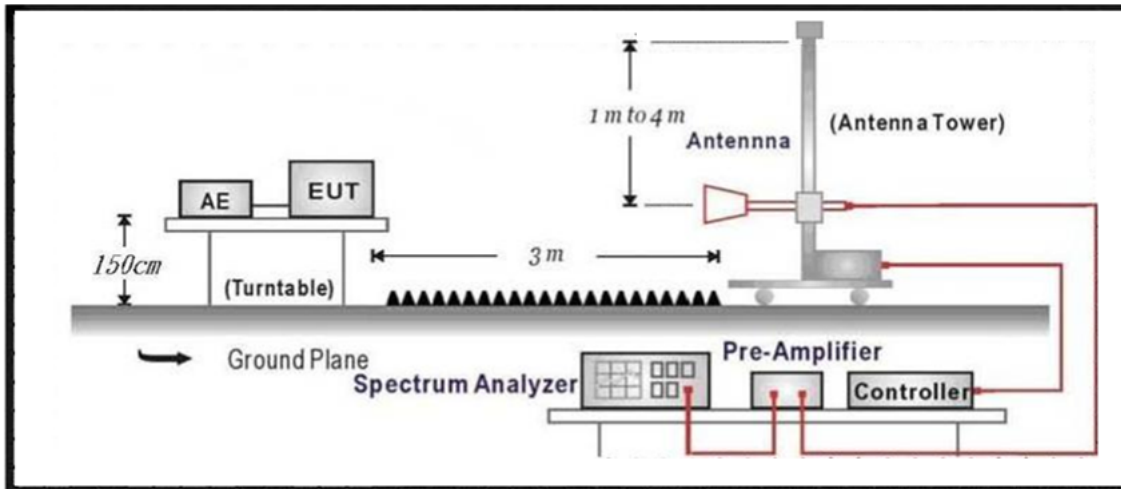 1 m to 4 m
(Antenna Tower)
Antennna
EUT
AE
150cm
3 m
(Turntable)
Ground Plane
Pre-Amplifier
Spectrum Analyzer
Controller